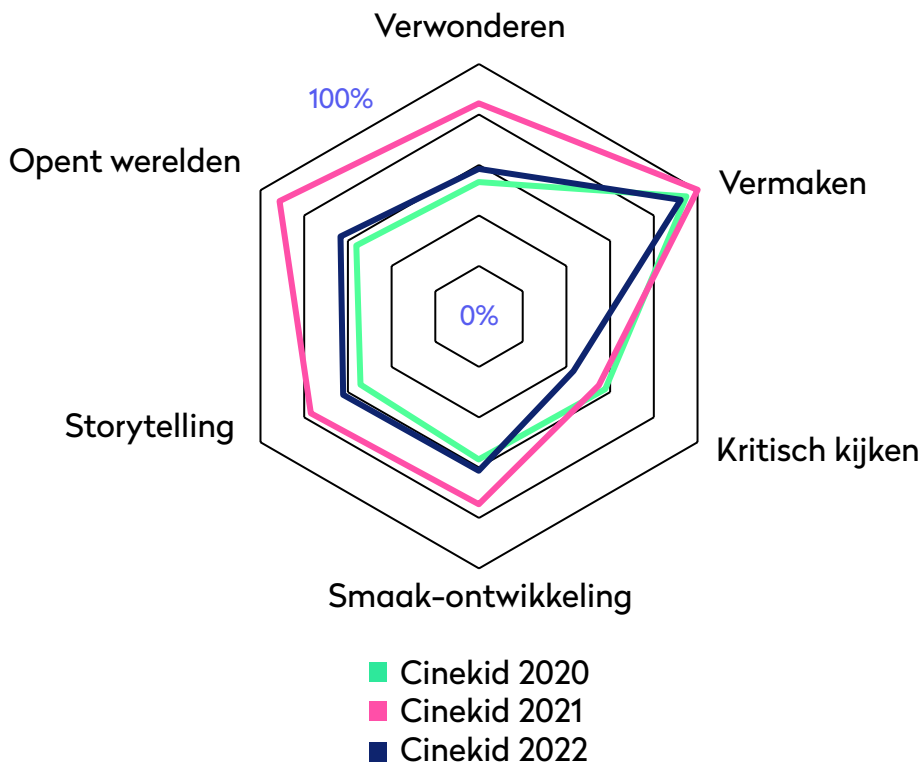 Verwonderen
100%
Opent werelden
Vermaken
0%
Storytelling
Kritisch kijken
Smaak-ontwikkeling
Cinekid 2020
Cinekid 2021
Cinekid 2022